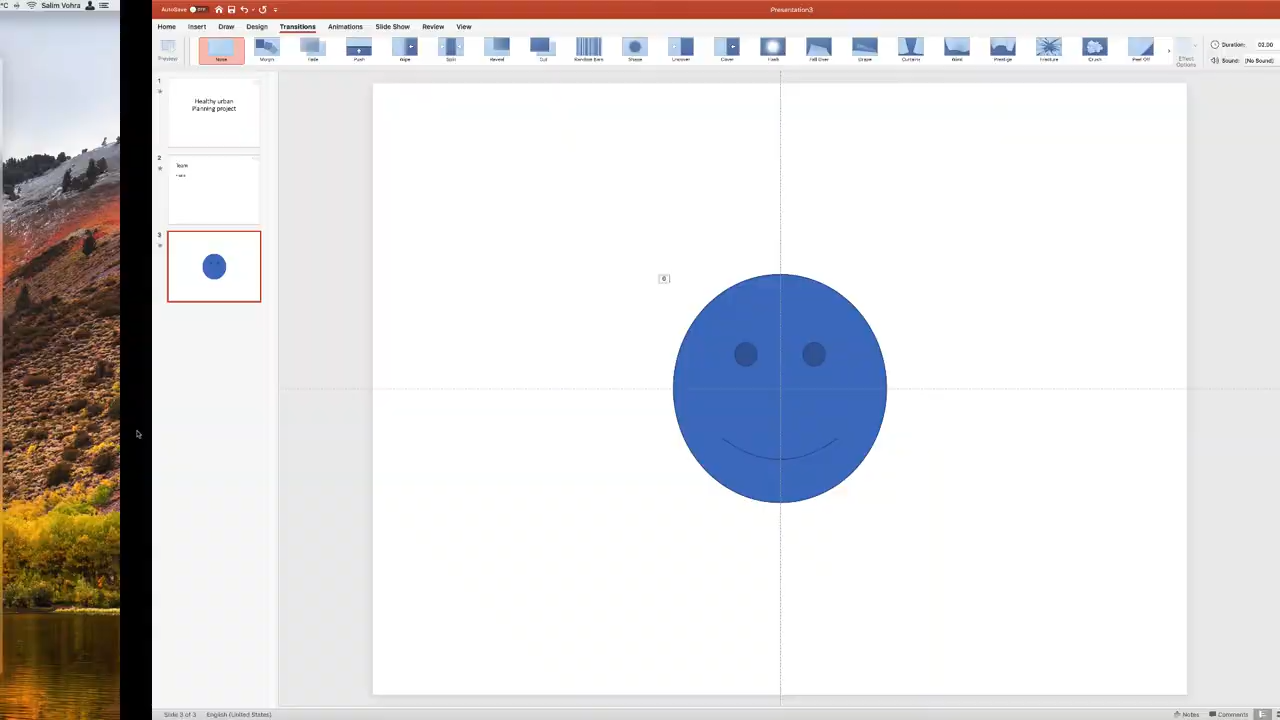 °C Salim Vohra
AutoSave OFF Presentation3
Home Insert Draw Design Transitions Animations Slide Show Review View
Preview None Morph Fade Push Wipe Split Reveal Cut Random Bars Shape Uncover Cover Flash Fall Over Drape Curtains Wind Prestige Fracture Crush Peel Off Effect Options
Duration: 02.00
Sound: [No Sound]
1
Healthy urban
Planning project
2
Team
3
6
Slide 3 of 3 English (United States) Notes Comments